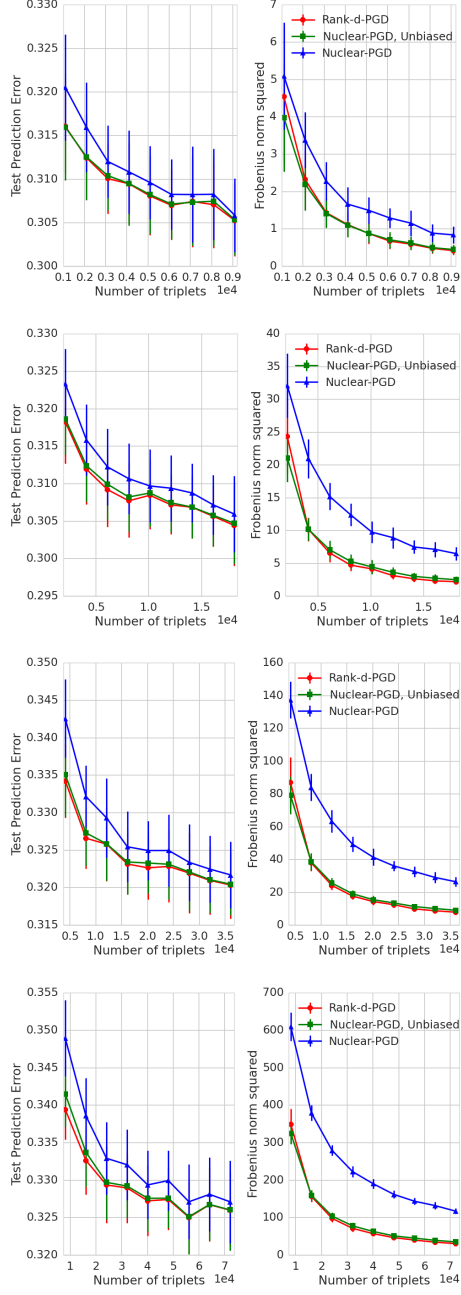 Test Prediction Error
0.330
0.325
0.320
0.315
0.310
0.305
0.300
0.1 0.2 0.3 0.4 0.5 0.6 0.7 0.8 0.9
Number of triplets 1e4
Frobenius norm squared
7
6
5
4
3
2
1
0
Rank-d-PGD
Nuclear-PGD, Unbiased
Nuclear-PGD
0.1 0.2 0.3 0.4 0.5 0.6 0.7 0.8 0.9
Number of triplets 1e4
Test Prediction Error
0.330
0.325
0.320
0.315
0.310
0.305
0.300
0.295
0.5 1.0 1.5
Number of triplets 1e4
Frobenius norm squared
40
35
30
25
20
15
10
5
0
Rank-d-PGD
Nuclear-PGD, Unbiased
Nuclear-PGD
0.5 1.0 1.5
Number of triplets 1e4
Test Prediction Error
0.350
0.345
0.340
0.335
0.330
0.325
0.320
0.315
0.5 1.0 1.5 2.0 2.5 3.0 3.5
Number of triplets 1e4
Frobenius norm squared
160
140
120
100
80
60
40
20
0
Rank-d-PGD
Nuclear-PGD, Unbiased
Nuclear-PGD
0.5 1.0 1.5 2.0 2.5 3.0 3.5
Number of triplets 1e4
Test Prediction Error
0.355
0.350
0.345
0.340
0.335
0.330
0.325
0.320
1 2 3 4 5 6 7
Number of triplets 1e4
Frobenius norm squared
700
600
500
400
300
200
100
0
Rank-d-PGD
Nuclear-PGD, Unbiased
Nuclear-PGD
1 2 3 4 5 6 7
Number of triplets 1e4